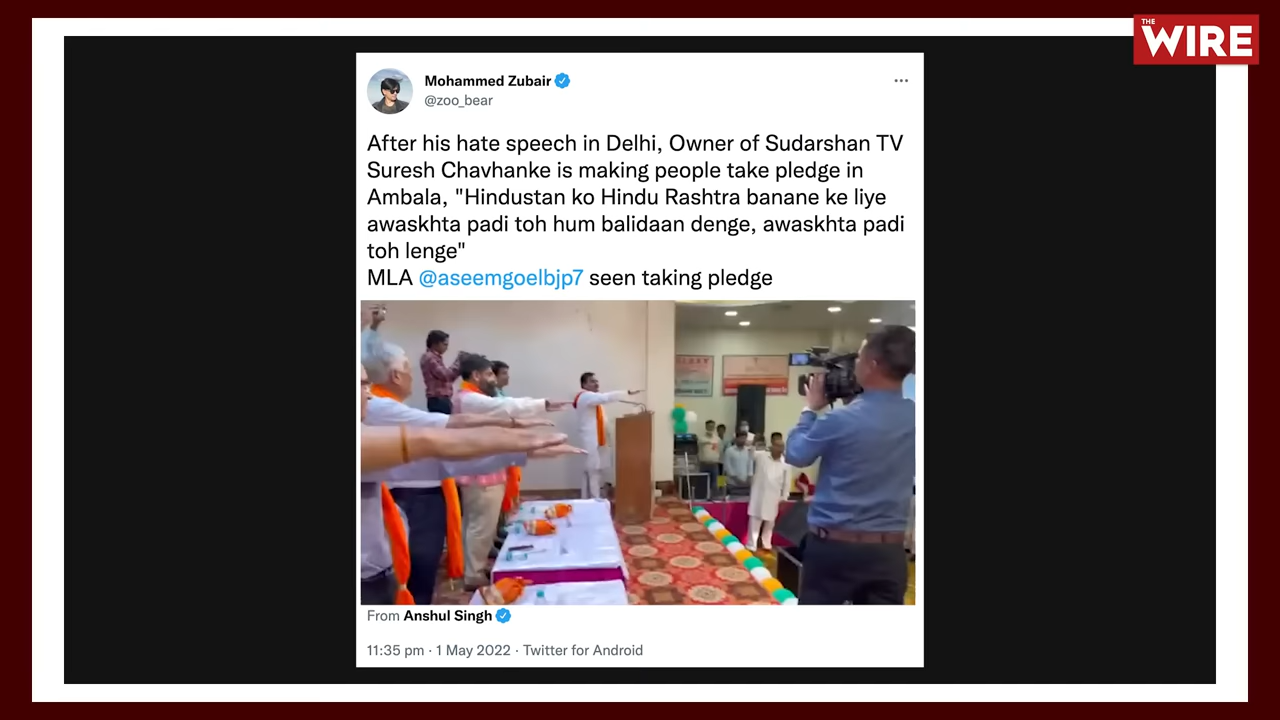 THE
WIRE
Mohammed Zubair
@zoo_bear
After his hate speech in Delhi, Owner of Sudarshan TV
Suresh Chavhanke is making people take pledge in
Ambala, "Hindustan ko Hindu Rashtra banane ke liye
awaskhta padi toh hum balidaan denge, awaskhta padi
toh lenge"
MLA @aseemgoelbjp7 seen taking pledge
From Anshul Singh
11:35 pm · 1 May 2022 · Twitter for Android